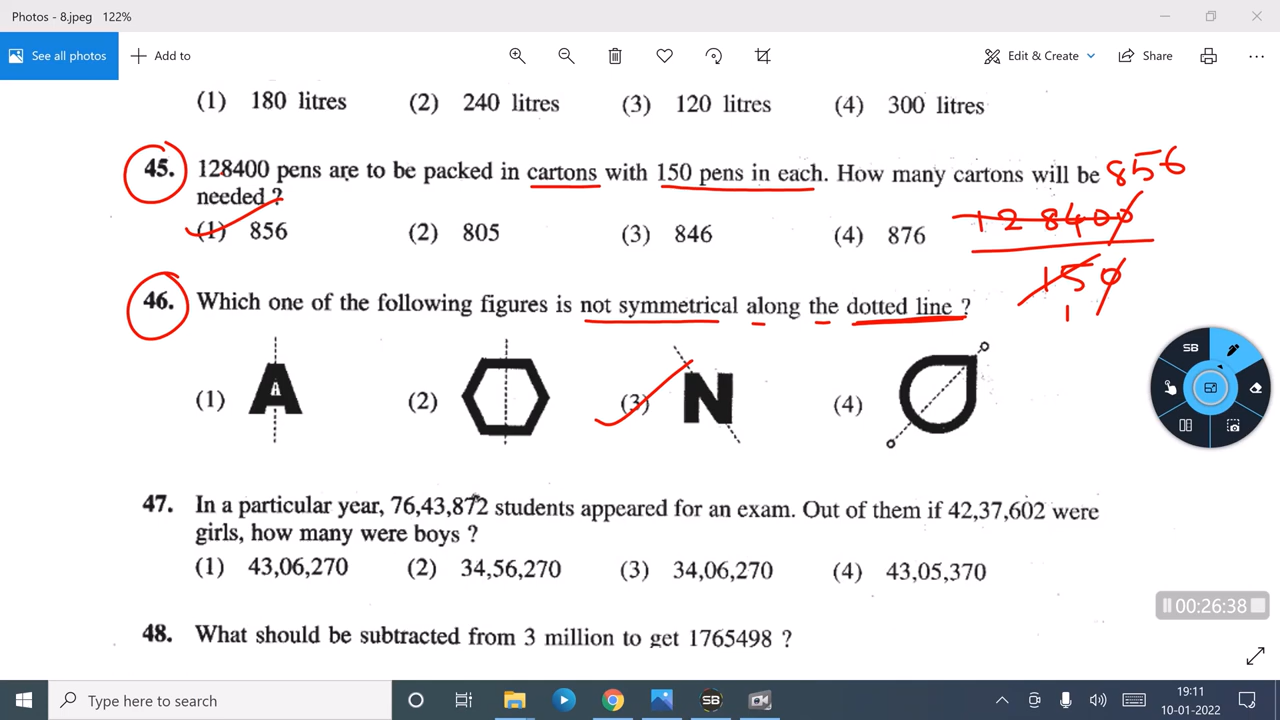 Photos - 8.jpeg 122%
See all photos
Add to
Edit & Create
Share
(1) 180 litres (2) 240 litres (3) 120 litres (4) 300 litres
45. 128400 pens are to be packed in cartons with 150 pens in each. How many cartons will be
needed ?
856
128400
150
1
(1) 856 (2) 805 (3) 846 (4) 876
46. Which one of the following figures is not symmetrical along the dotted line ?
(1) A (2) (3) N (4)
SB
47. In a particular year, 76,43,872 students appeared for an exam. Out of them if 42,37,602 were
girls, how many were boys ?
(1) 43,06,270 (2) 34,56,270 (3) 34,06,270 (4) 43,05,370
00:26:38
48. What should be subtracted from 3 million to get 1765498 ?
Type here to search
SB
19:11
10-01-2022